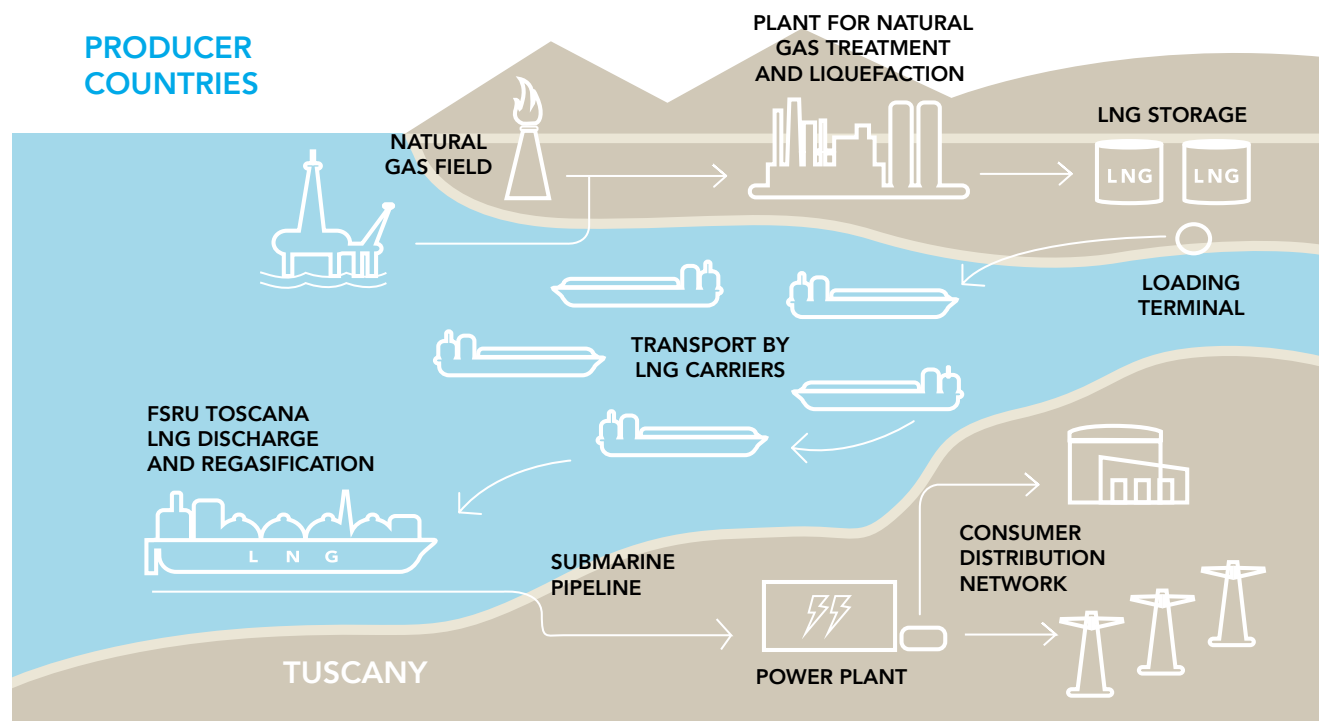 PRODUCER
COUNTRIES
PLANT FOR NATURAL
GAS TREATMENT
AND LIQUEFACTION
LNG STORAGE
NATURAL
GAS FIELD
LNG
LNG
LOADING
TERMINAL
TRANSPORT BY
LNG CARRIERS
FSRU TOSCANA
LNG DISCHARGE
AND REGASIFICATION
L N G
SUBMARINE
PIPELINE
CONSUMER
DISTRIBUTION
NETWORK
TUSCANY
POWER PLANT